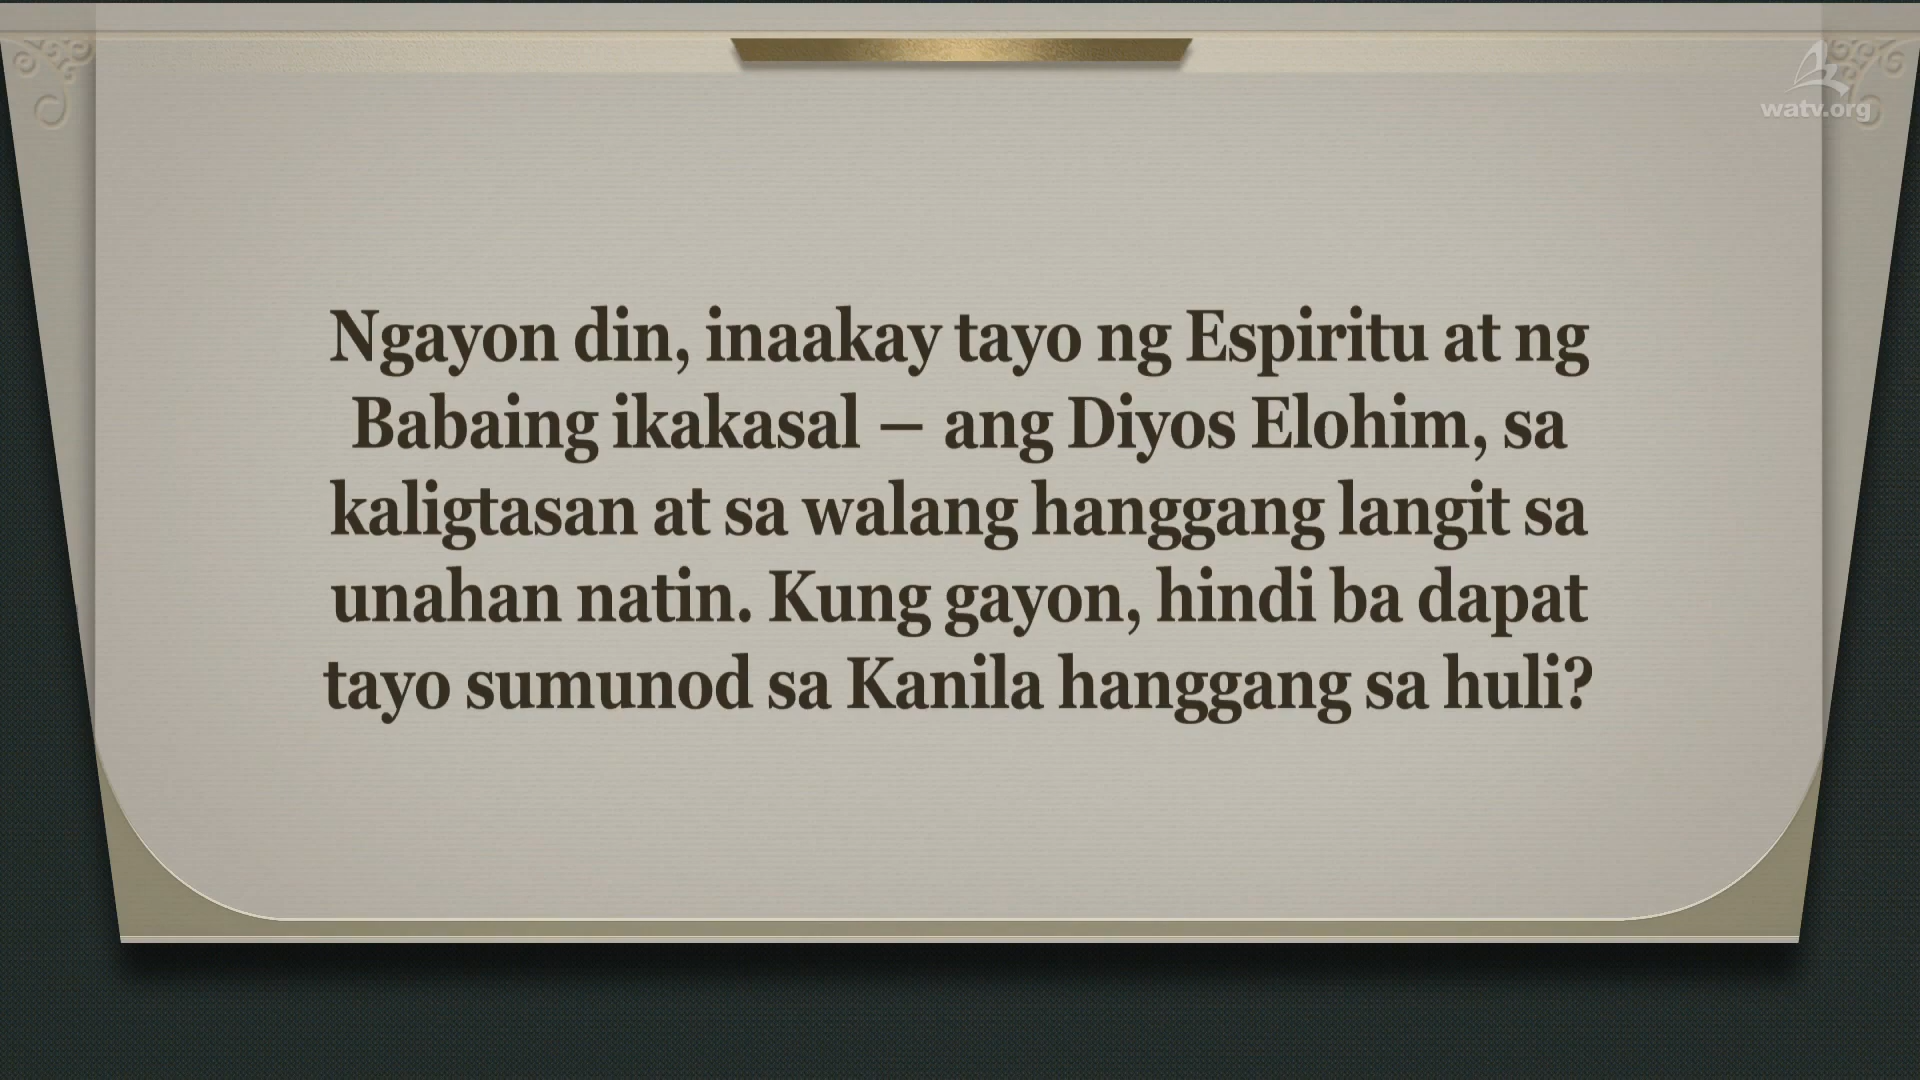 watv.org
Ngayon din, inaakay tayo ng Espiritu at ng
Babaing ikakasal – ang Diyos Elohim, sa
kaligtasan at sa walang hanggang langit sa
unahan natin. Kung gayon, hindi ba dapat
tayo sumunod sa Kanila hanggang sa huli?